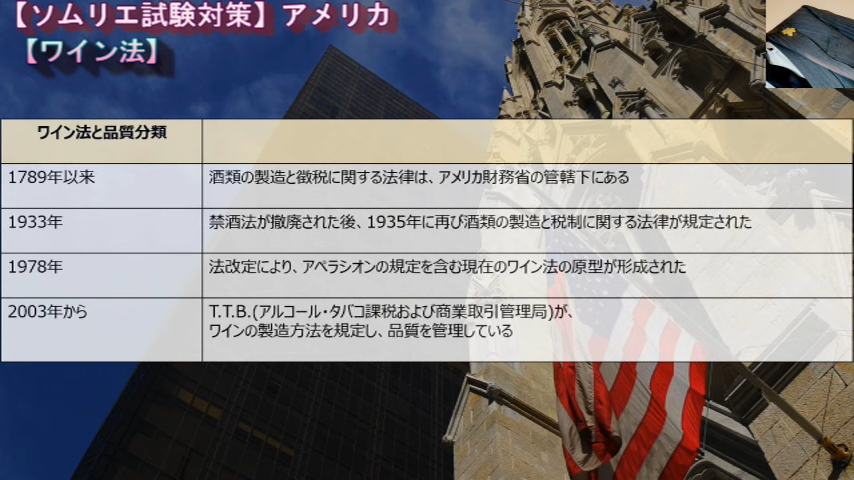 【ソムリエ試験対策】アメリカ
【ワイン法】
ワイン法と品質分類
1789年以来
酒類の製造と徴税に関する法律は、アメリカ財務省の管轄下にある
1933年
禁酒法が撤廃された後、1935年に再び酒類の製造と税制に関する法律が規定された
1978年
法改定により、アペラシオンの規定を含む現在のワイン法の原型が形成された
2003年から
T.T.B.(アルコール・タバコ課税および商業取引管理局)が、
ワインの製造方法を規定し、品質を管理している